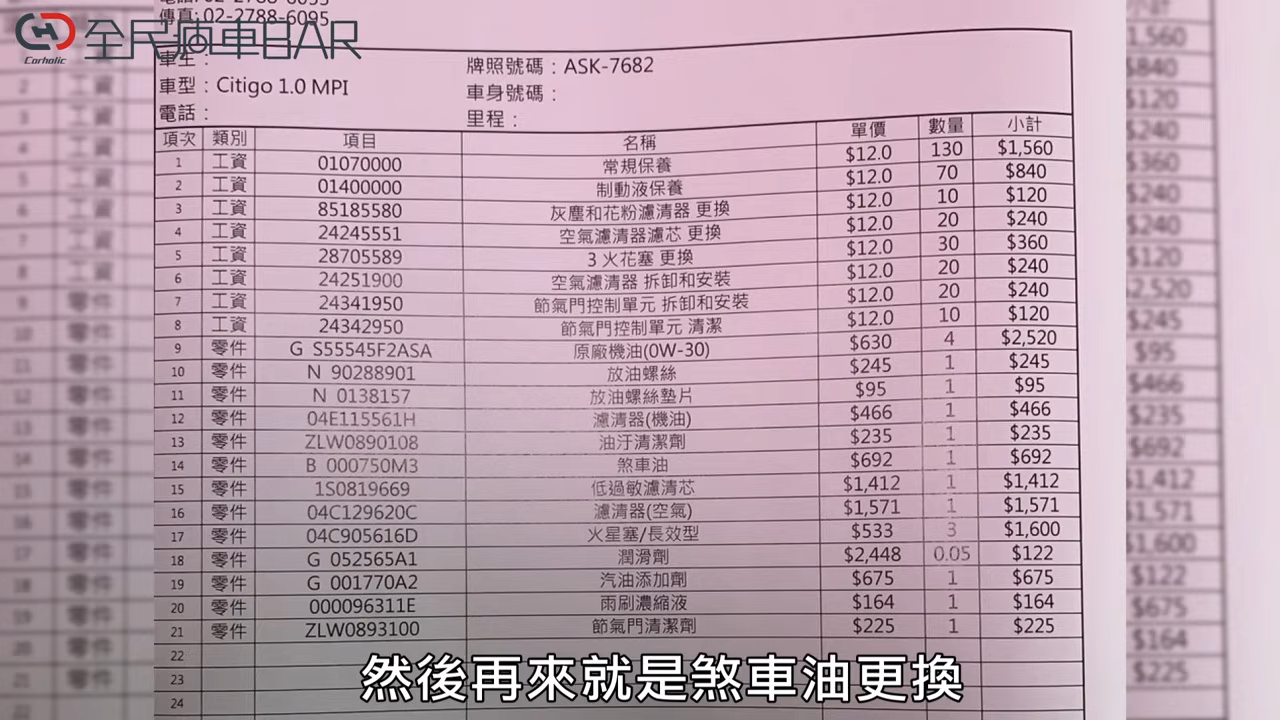 電話:02-2788-6095
傳真:02-2788-6095
Carholic 全民瘋車BAR
車主：
車型：Citigo 1.0 MPI 牌照號碼：ASK-7682
車身號碼：
電話： 里程：
項次 類別 項目 名稱 單價 數量 小計
1 工資 01070000 常規保養 $12.0 130 $1,560
2 工資 01400000 制動液保養 $12.0 70 $840
3 工資 85185580 灰塵和花粉濾清器 更換 $12.0 10 $120
4 工資 24245551 空氣濾清器濾芯 更換 $12.0 20 $240
5 工資 28705589 3 火花塞 更換 $12.0 30 $360
6 工資 24251900 空氣濾清器 拆卸和安裝 $12.0 20 $240
7 工資 24341950 節氣門控制單元 拆卸和安裝 $12.0 20 $240
8 工資 24342950 節氣門控制單元 清潔 $12.0 10 $120
9 零件 G S55545F2ASA 原廠機油(0W-30) $630 4 $2,520
10 零件 N 90288901 放油螺絲 $245 1 $245
11 零件 N 0138157 放油螺絲墊片 $95 1 $95
12 零件 04E115561H 濾清器(機油) $466 1 $466
13 零件 ZLW0890108 油汙清潔劑 $235 1 $235
14 零件 B 000750M3 煞車油 $692 1 $692
15 零件 1S0819669 低過敏濾清芯 $1,412 1 $1,412
16 零件 04C129620C 濾清器(空氣) $1,571 1 $1,571
17 零件 04C905616D 火星塞/長效型 $533 3 $1,600
18 零件 G 052565A1 潤滑劑 $2,448 0.05 $122
19 零件 G 001770A2 汽油添加劑 $675 1 $675
20 零件 000096311E 雨刷濃縮液 $164 1 $164
21 零件 ZLW0893100 節氣門清潔劑 $225 1 $225
22
23
24
然後再來就是煞車油更換